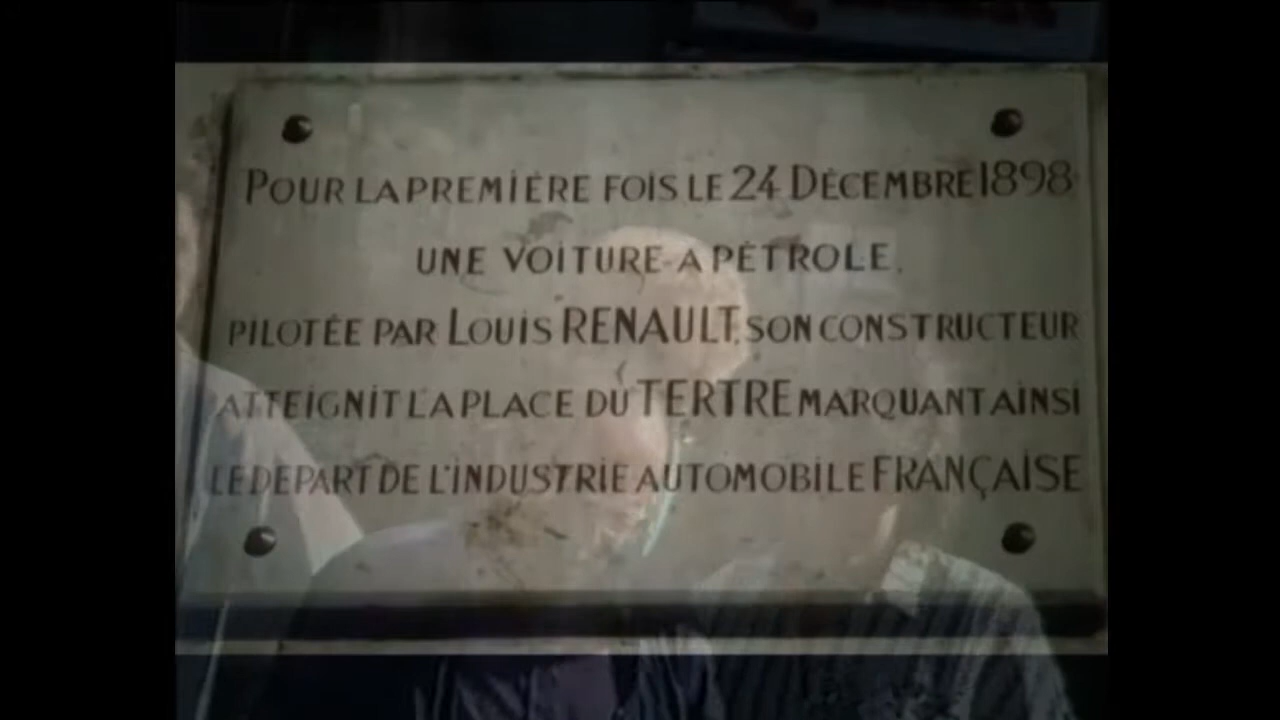 POUR LA PREMIÈRE FOIS LE 24 DÉCEMBRE 1898
UNE VOITURE A PÉTROLE,
PILOTÉE PAR LOUIS RENAULT, SON CONSTRUCTEUR
ATTEIGNIT LA PLACE DU TERTRE MARQUANT AINSI
LE DEPART DE L'INDUSTRIE AUTOMOBILE FRANÇAISE